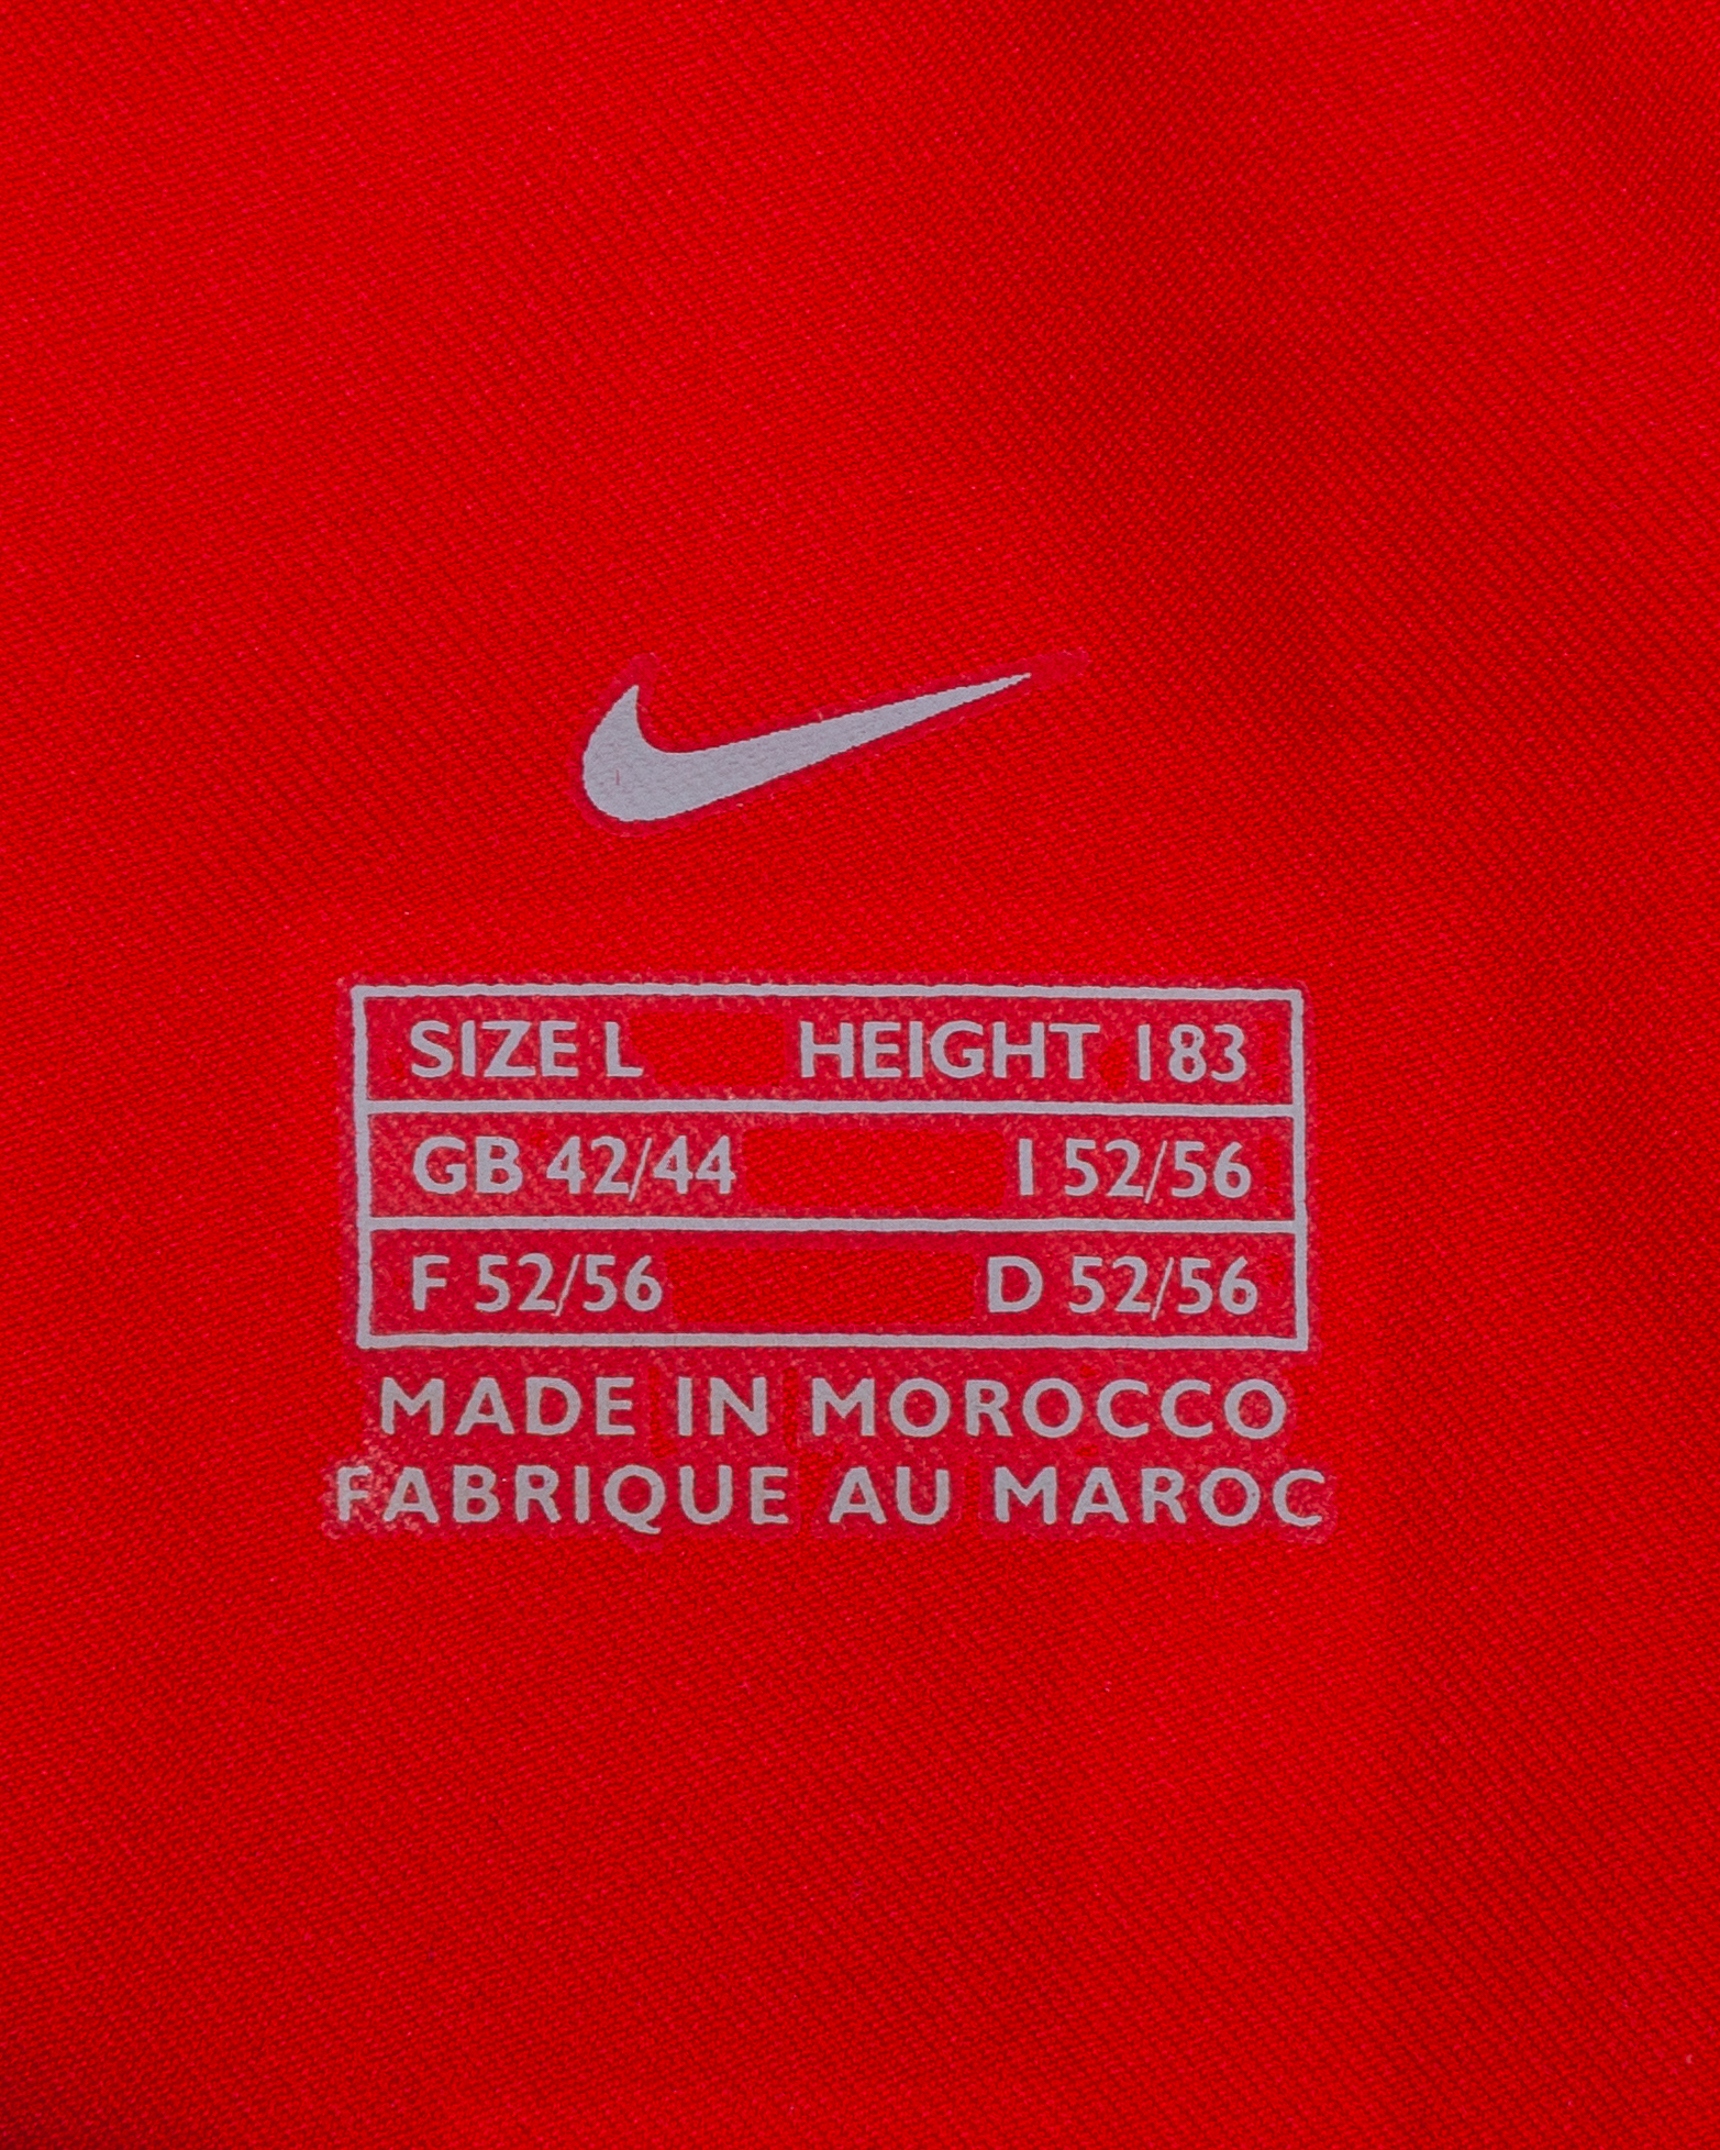 SIZE L HEIGHT 183
GB 42/44 I 52/56
F 52/56 D 52/56
MADE IN MOROCCO
FABRIQUE AU MAROC